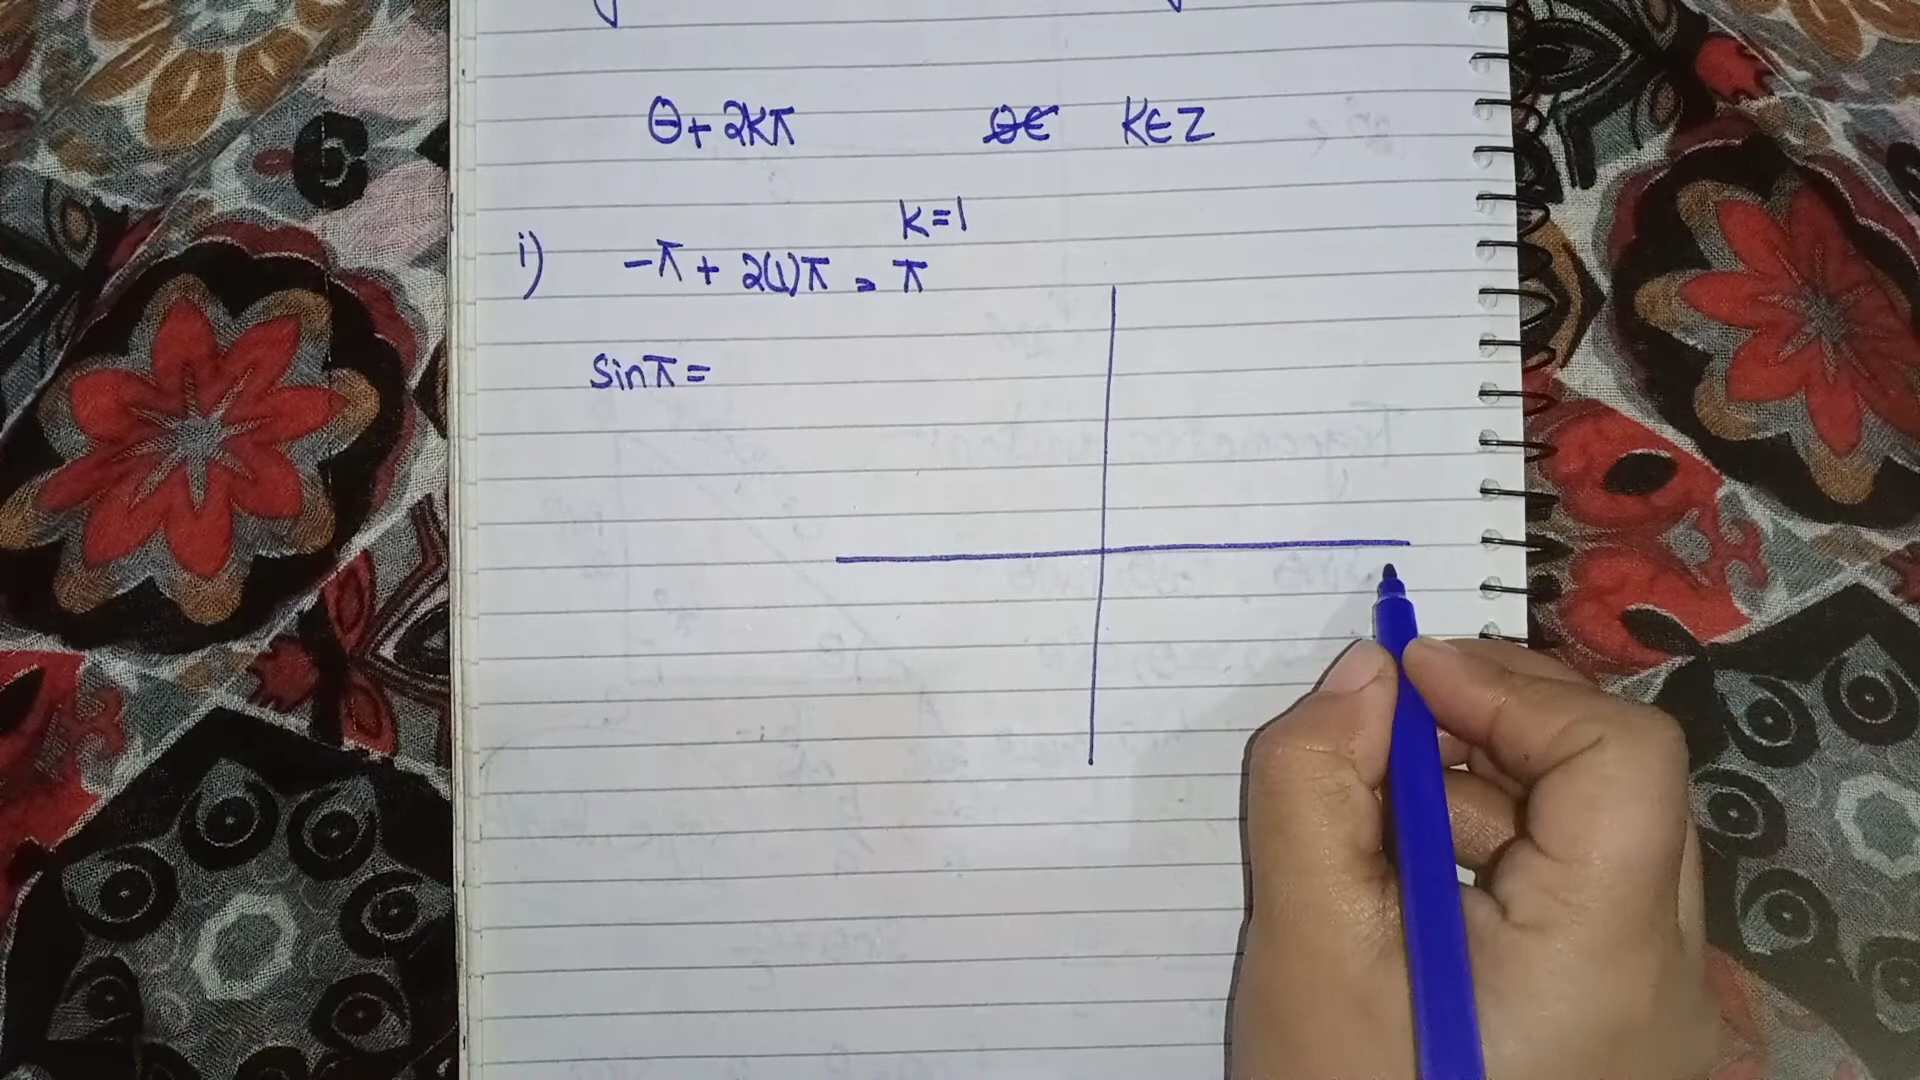 θ+ 2kπ θ∈ K∈Z
k=1
i) -π + 2(1)π = π
sinπ=